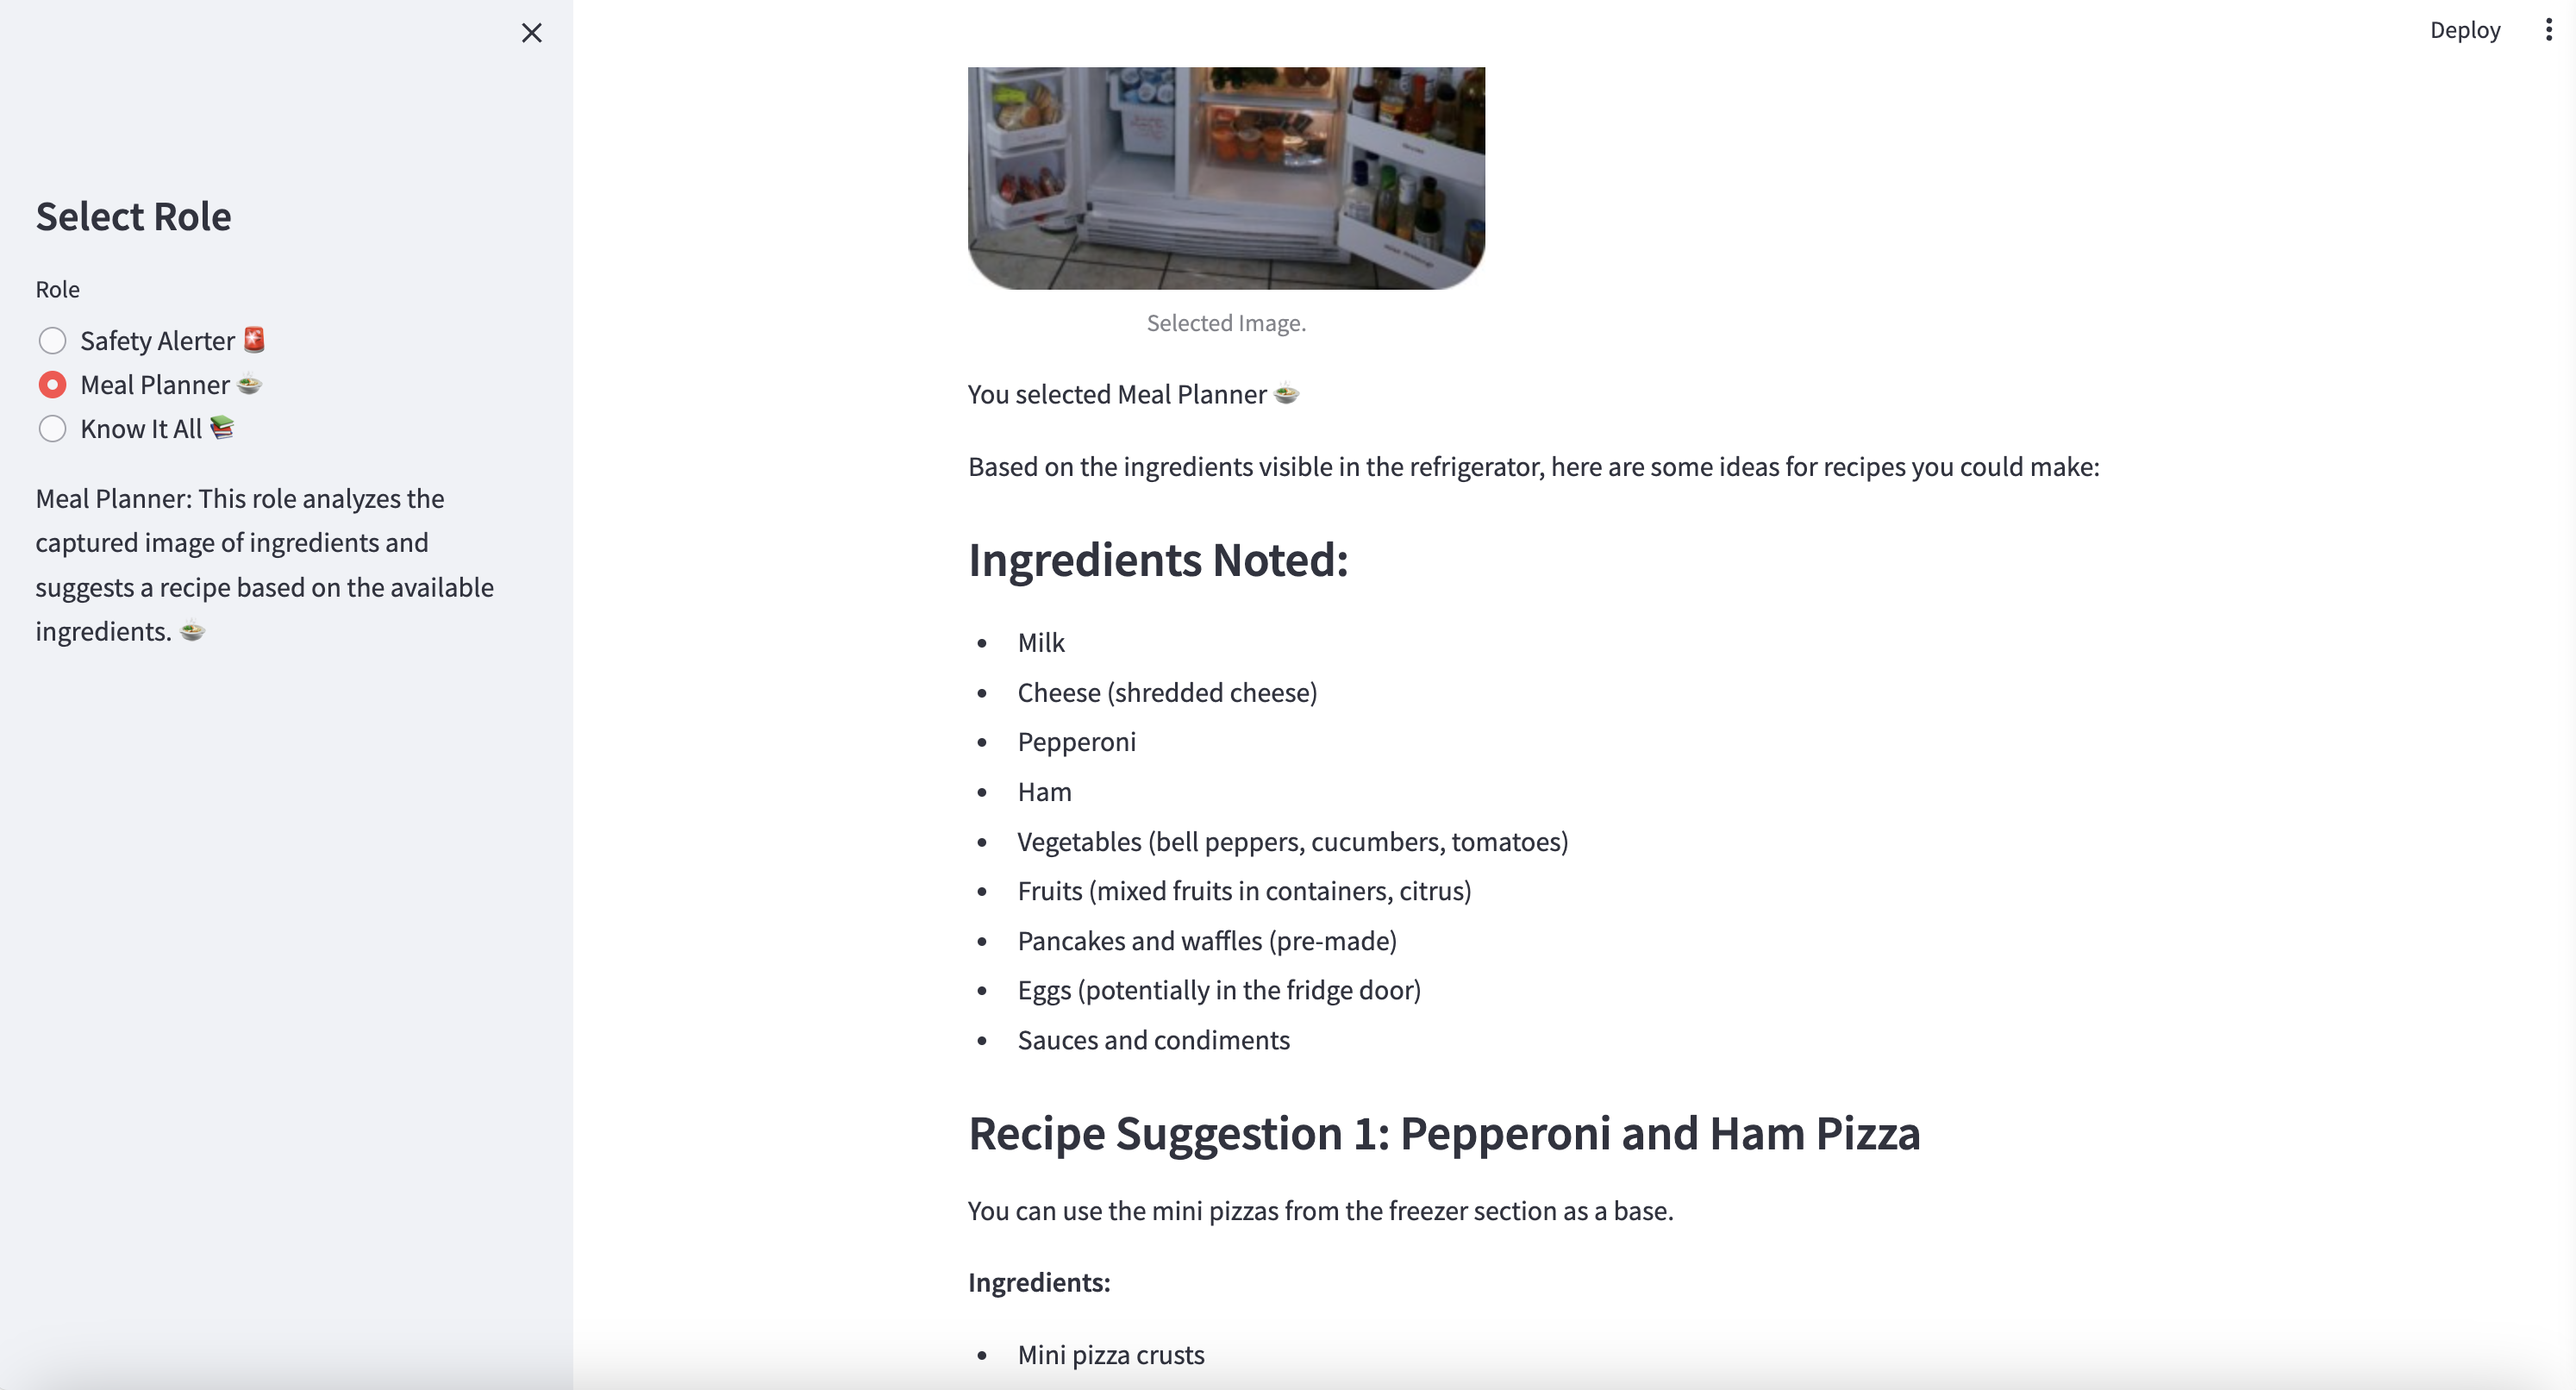 Deploy
Select Role
Role
Safety Alerter 🚨
Meal Planner 🍲
Know It All 📚
Meal Planner: This role analyzes the
captured image of ingredients and
suggests a recipe based on the available
ingredients. 🍲
Selected Image.
You selected Meal Planner 🍲
Based on the ingredients visible in the refrigerator, here are some ideas for recipes you could make:
Ingredients Noted:
• Milk
• Cheese (shredded cheese)
• Pepperoni
• Ham
• Vegetables (bell peppers, cucumbers, tomatoes)
• Fruits (mixed fruits in containers, citrus)
• Pancakes and waffles (pre-made)
• Eggs (potentially in the fridge door)
• Sauces and condiments
Recipe Suggestion 1: Pepperoni and Ham Pizza
You can use the mini pizzas from the freezer section as a base.
Ingredients:
• Mini pizza crusts